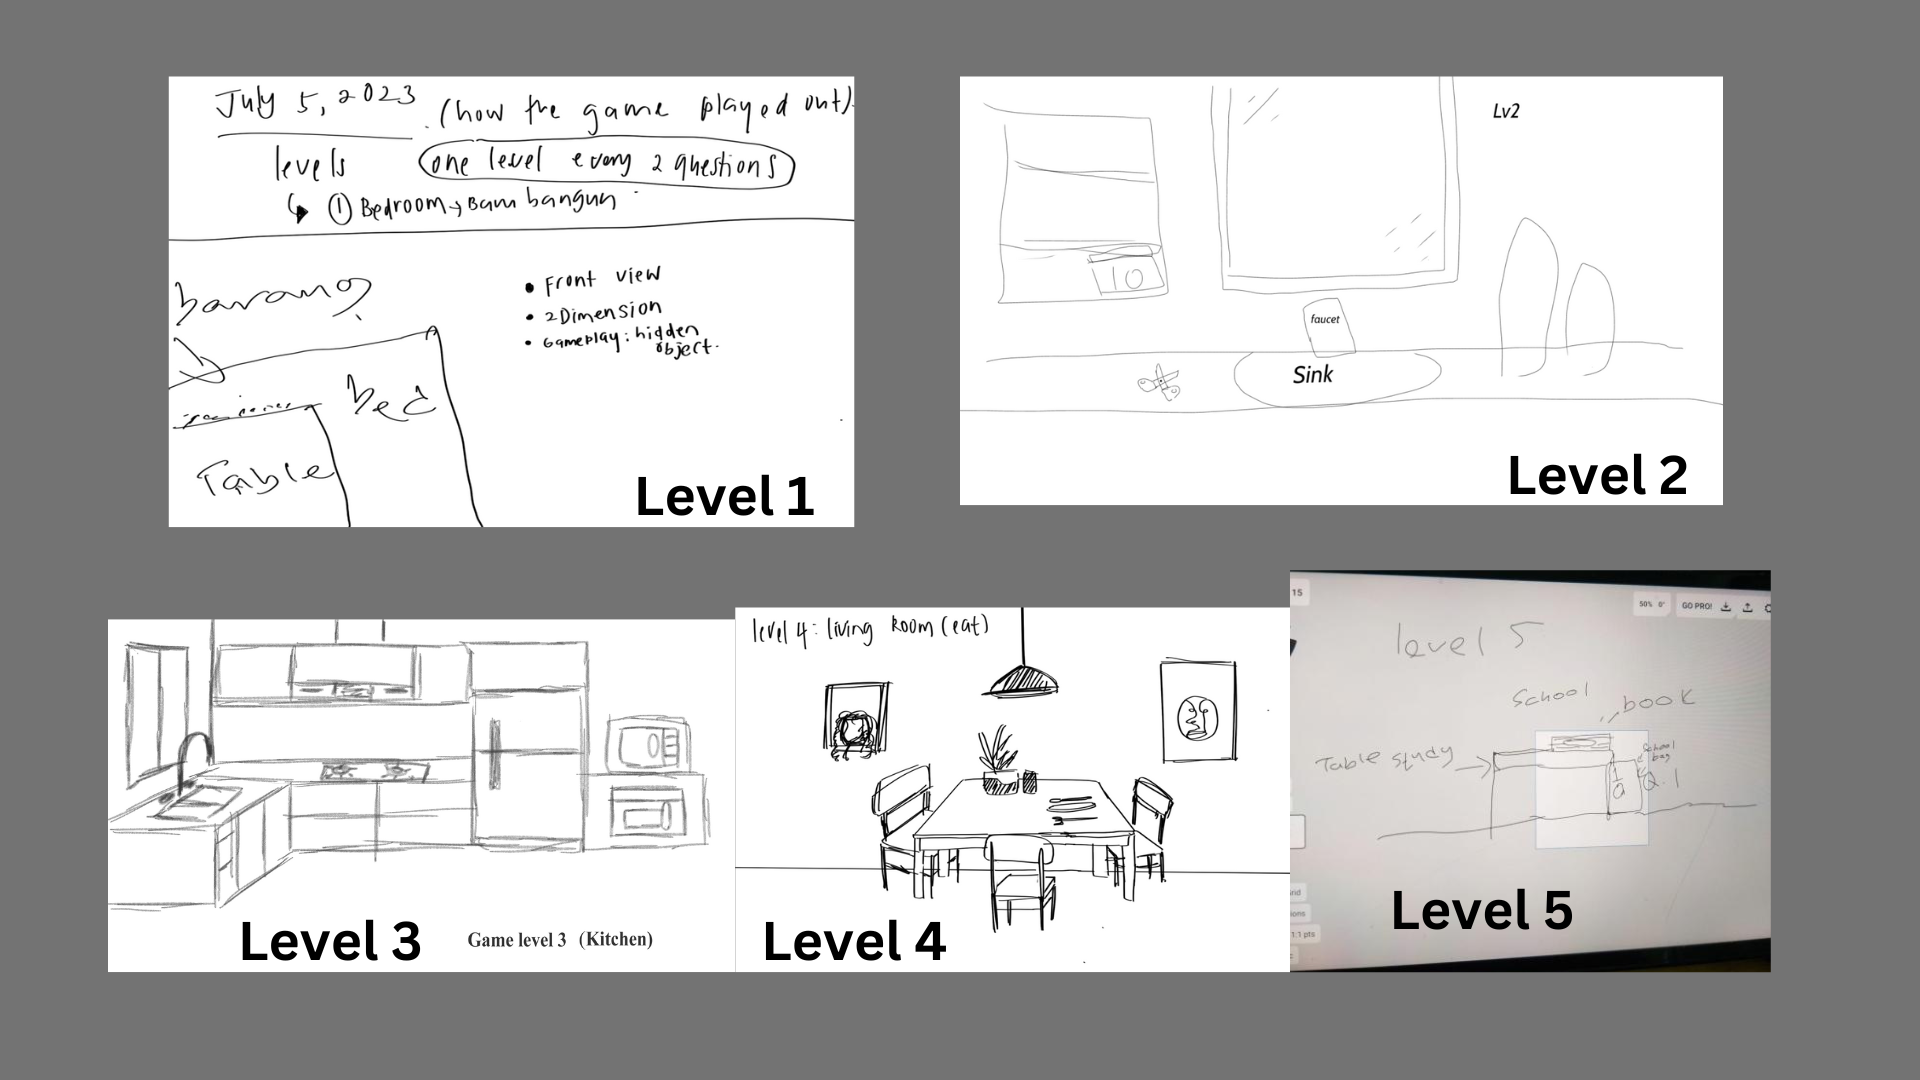 July 5, 2023 (how the game played out).
levels one level every 2 questions
① Bedroom → Baru bangun
barang
• Front view
• 2Dimension
• Gameplay: hidden
object.
bed
Table
Level 1
Lv2
10
faucet
Sink
Level 2
Level 3
Game level 3 (Kitchen)
level 4: living Room (eat)
Level 4
15
50% 0°
GO PRO!
level 5
School
book
Table study
School
bag
Q.1
1:1 pts
Level 5